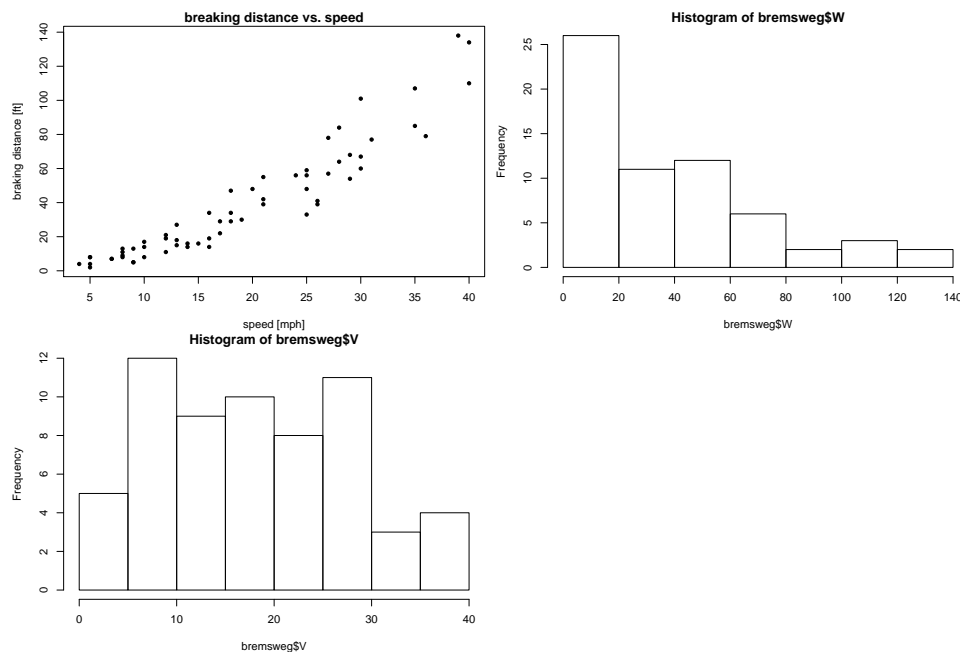 breaking distance vs. speed
braking distance [ft]
0 20 40 60 80 100 120 140
5 10 15 20 25 30 35 40
speed [mph]
Histogram of bremsweg$W
Frequency
0 5 10 15 20 25
0 20 40 60 80 100 120 140
bremsweg$W
Histogram of bremsweg$V
Frequency
0 2 4 6 8 10 12
0 10 20 30 40
bremsweg$V